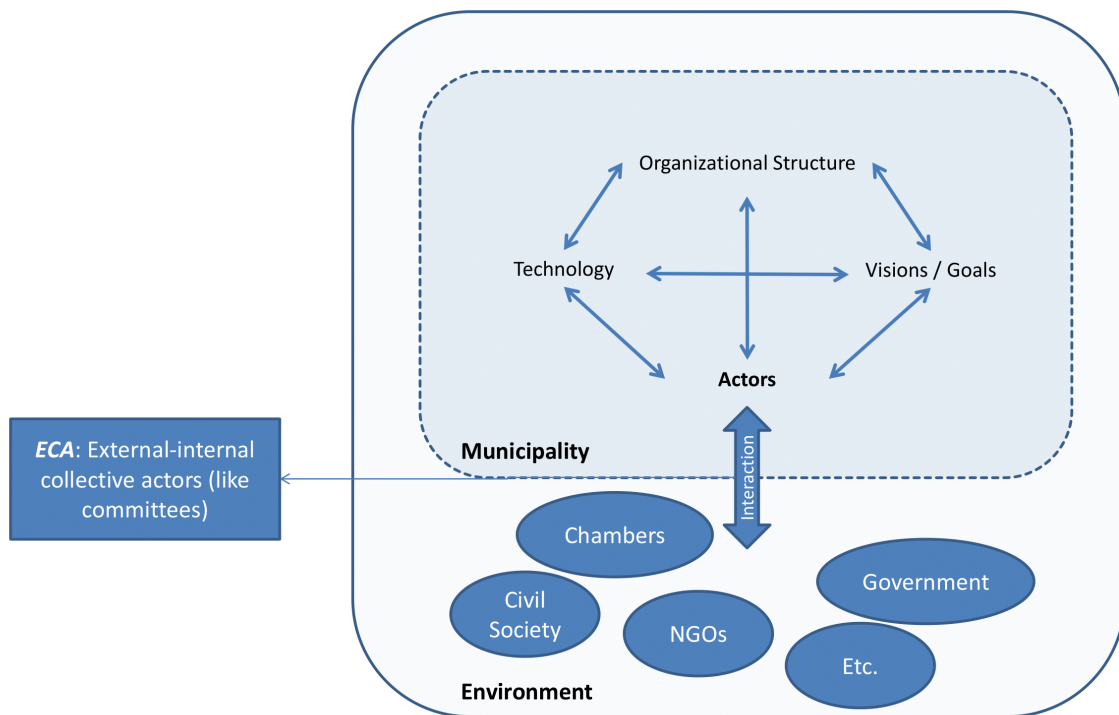 Organizational Structure
Technology
Visions / Goals
Actors
Municipality
ECA: External-internal
collective actors (like
committees)
Interaction
Chambers
Government
Civil
Society
NGOs
Etc.
Environment